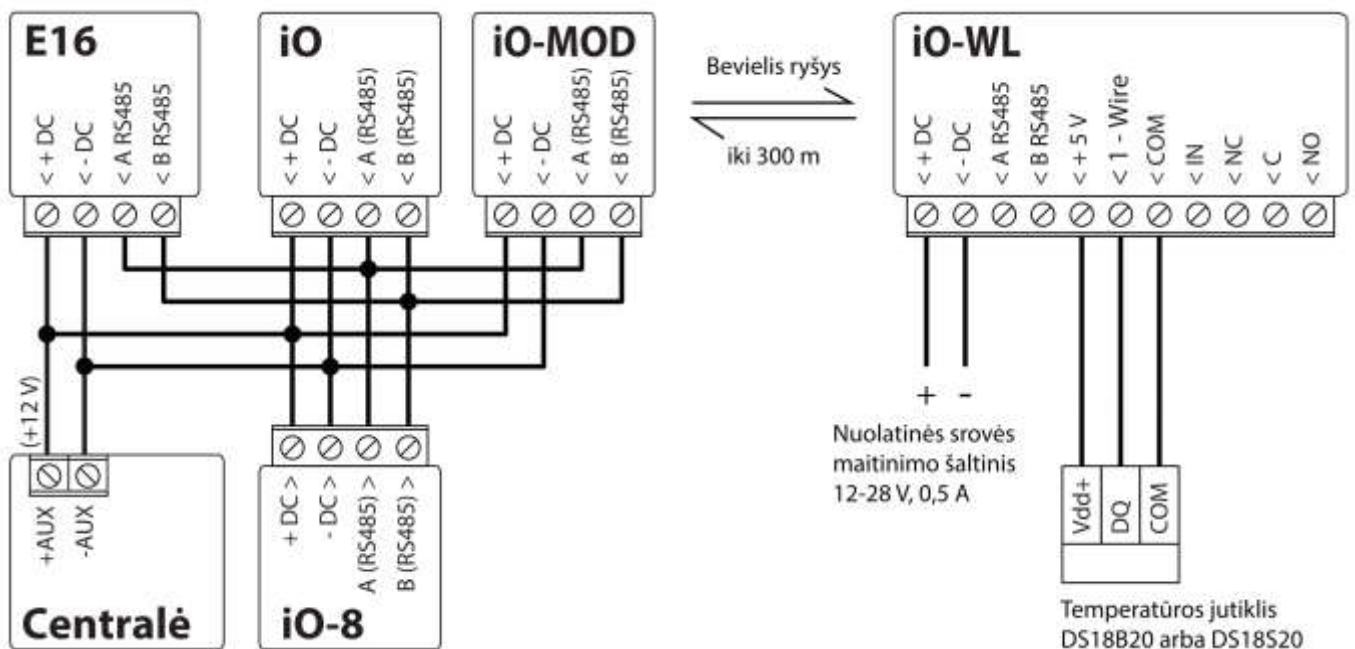 E16
< + DC
< - DC
< A RS485
< B RS485
iO
< + DC
< - DC
< A (RS485)
< B (RS485)
iO-MOD
< + DC
< - DC
< A (RS485)
< B (RS485)
Bevielis ryšys
iki 300 m
iO-WL
< + DC
< - DC
< A RS485
< B RS485
< + 5 V
< 1 - Wire
< COM
< IN
< NC
< C
< NO
(+12 V)
+AUX
-AUX
Centralė
+ DC >
- DC >
A (RS485) >
B (RS485) >
iO-8
+ -
Nuolatinės srovės
maitinimo šaltinis
12-28 V, 0,5 A
Vdd+
DQ
COM
Temperatūros jutiklis
DS18B20 arba DS18S20